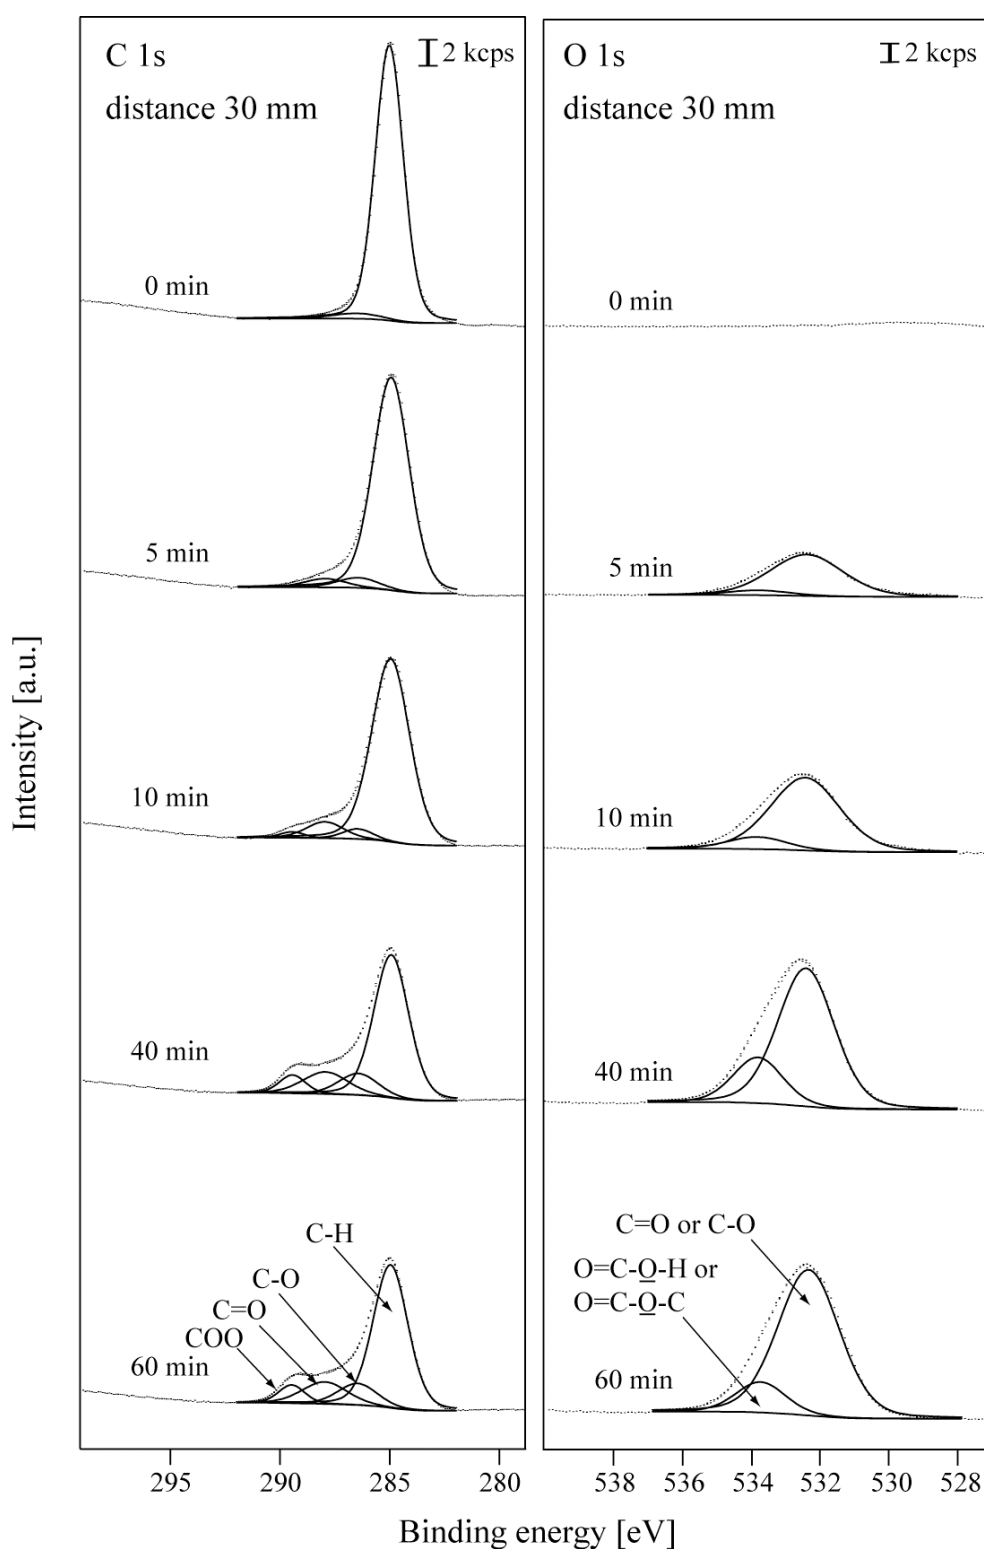 C 1s
2 kcps
distance 30 mm
0 min
5 min
10 min
40 min
C-H
C-O
C=O
COO
60 min
295
290
285
280
O 1s
2 kcps
distance 30 mm
0 min
5 min
10 min
40 min
C=O or C-O
O=C-O-H or
O=C-O-C
60 min
538
536
534
532
530
528
Intensity [a.u.]
Binding energy [eV]